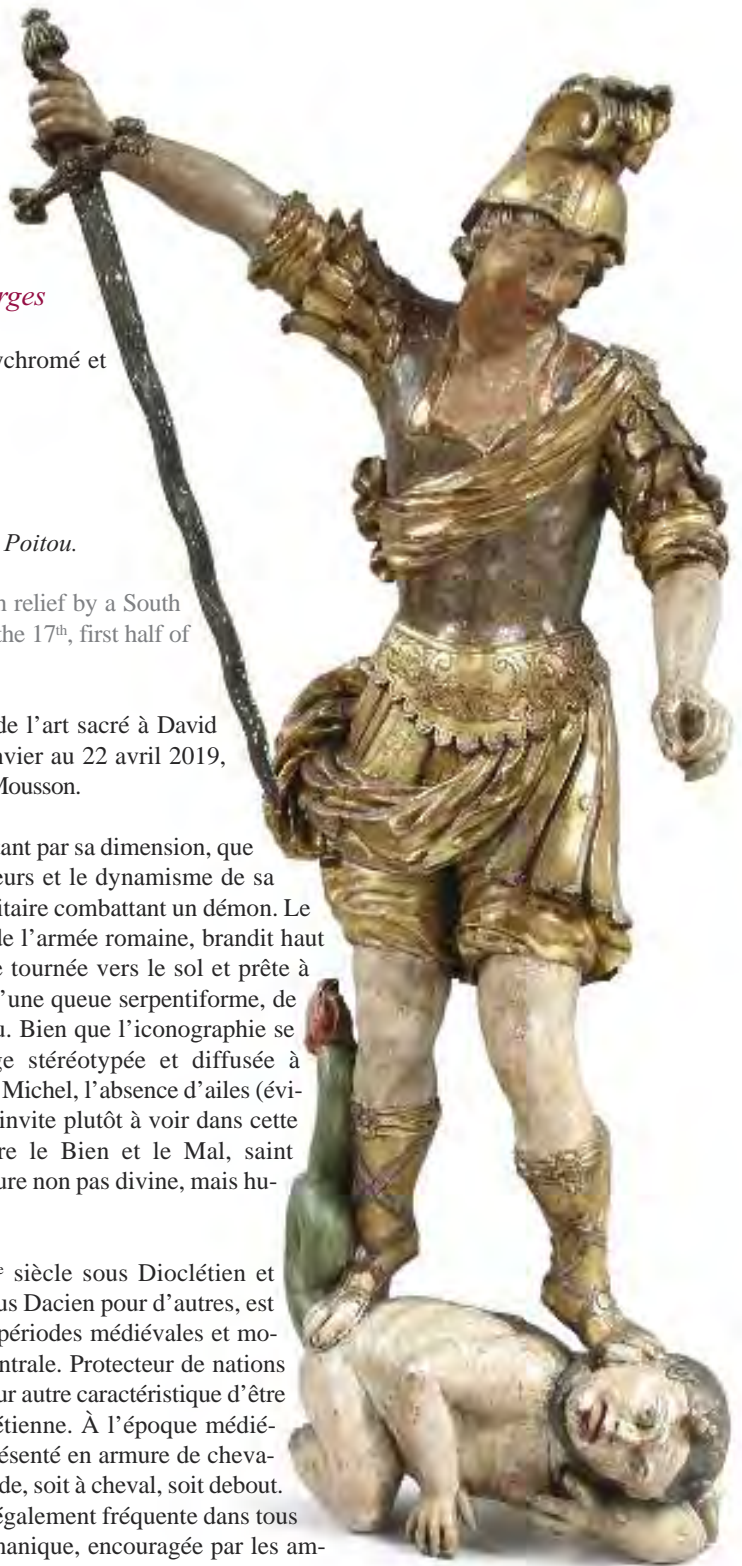 rges
ychromé et
Poitou.
n relief by a South
the 17th, first half of
de l’art sacré à David
nvier au 22 avril 2019,
Mousson.
tant par sa dimension, que
eurs et le dynamisme de sa
litaire combattant un démon. Le
de l’armée romaine, brandit haut
e tournée vers le sol et prête à
d’une queue serpentiforme, de
u. Bien que l’iconographie se
ge stéréotypée et diffusée à
Michel, l’absence d’ailes (évi-
invite plutôt à voir dans cette
re le Bien et le Mal, saint
ure non pas divine, mais hu-
e siècle sous Dioclétien et
us Dacien pour d’autres, est
périodes médiévales et mo-
ntrale. Protecteur de nations
ur autre caractéristique d’être
étienne. À l’époque médié-
résenté en armure de cheva-
de, soit à cheval, soit debout.
également fréquente dans tous
manique, encouragée par les am-